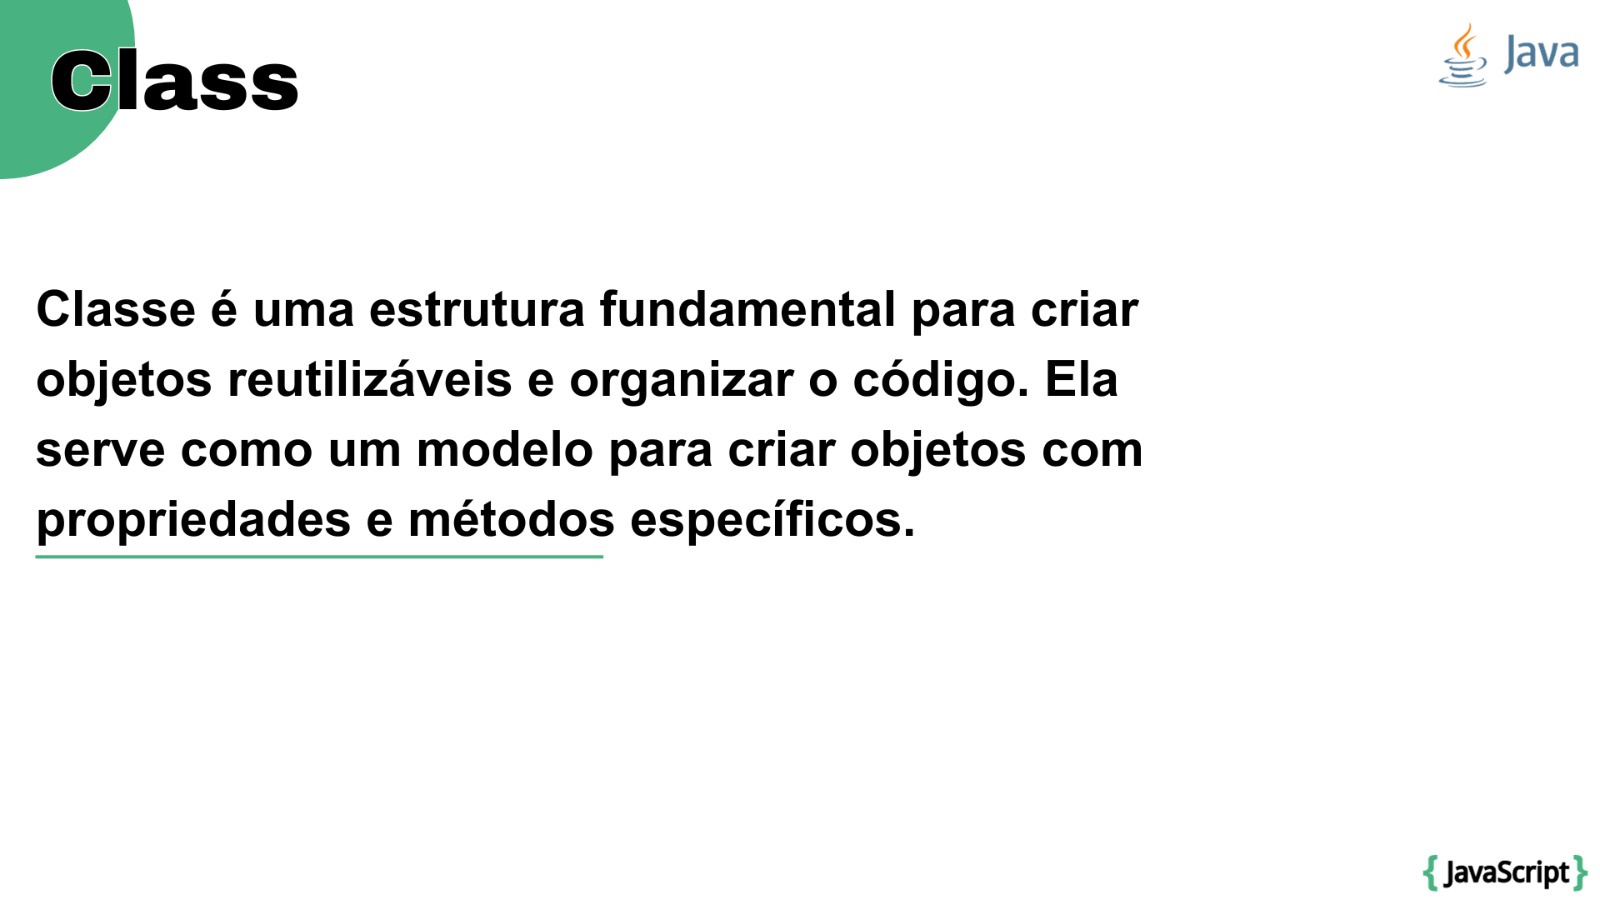 Class
Java
Classe é uma estrutura fundamental para criar
objetos reutilizáveis e organizar o código. Ela
serve como um modelo para criar objetos com
propriedades e métodos específicos.
{ JavaScript }